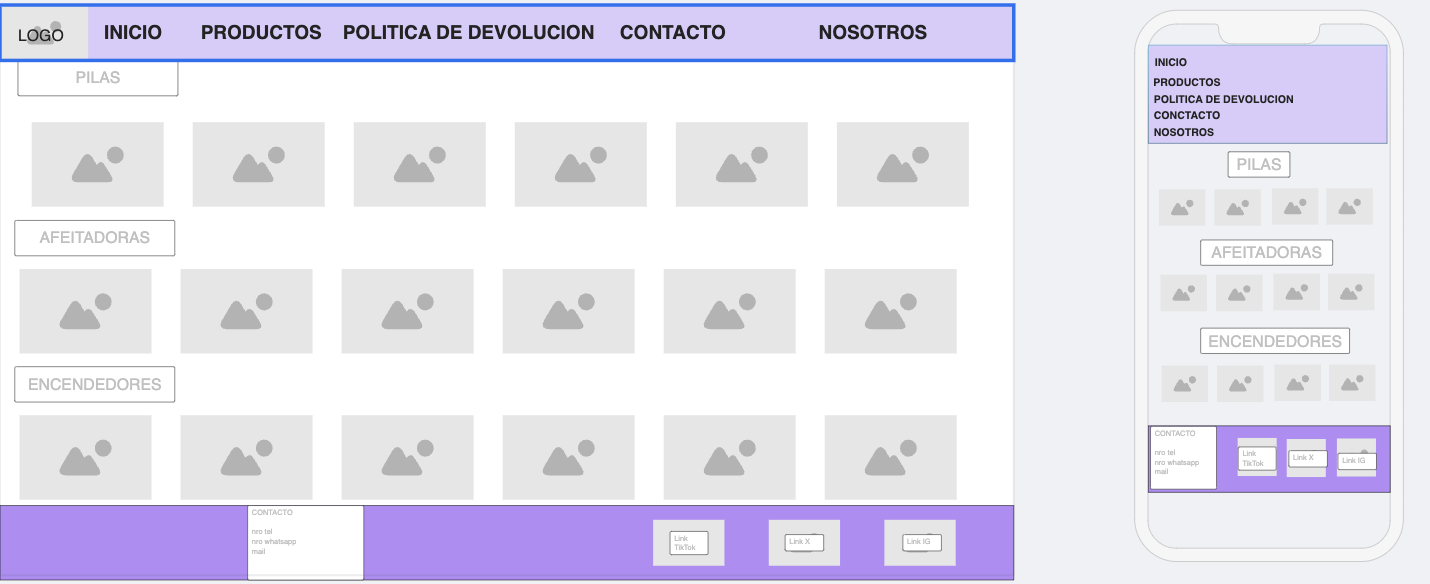 LOGO INICIO PRODUCTOS POLITICA DE DEVOLUCION CONTACTO NOSOTROS
PILAS
AFEITADORAS
ENCENDEDORES
CONTACTO
nro tel
nro whatsapp
mail
Link
TikTok
Link X
Link IG
INICIO
PRODUCTOS
POLITICA DE DEVOLUCION
CONCTACTO
NOSOTROS
PILAS
AFEITADORAS
ENCENDEDORES
CONTACTO
nro tel
nro whatsapp
mail
Link
TikTok
Link X
Link IG